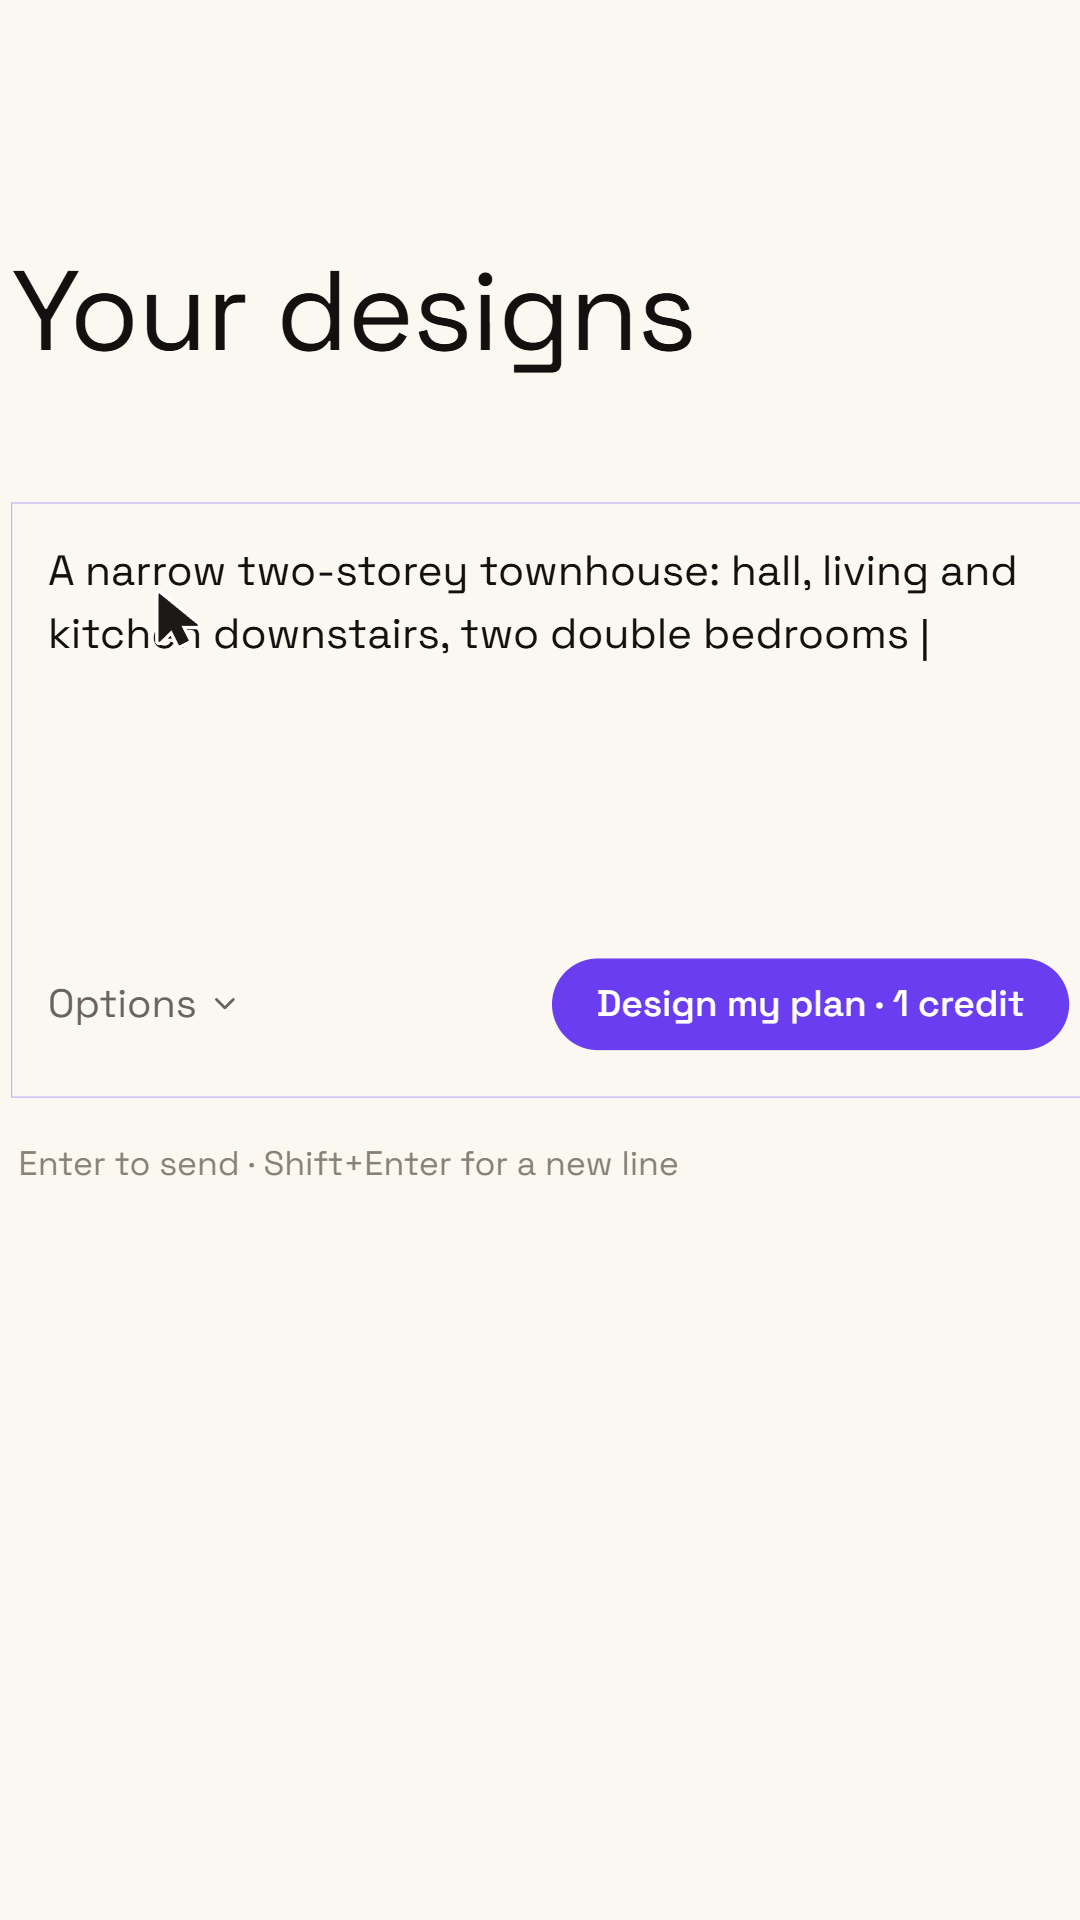 Your designs
A narrow two-storey townhouse: hall, living and
kitchen downstairs, two double bedrooms
Options
Design my plan · 1 credit
Enter to send · Shift+Enter for a new line